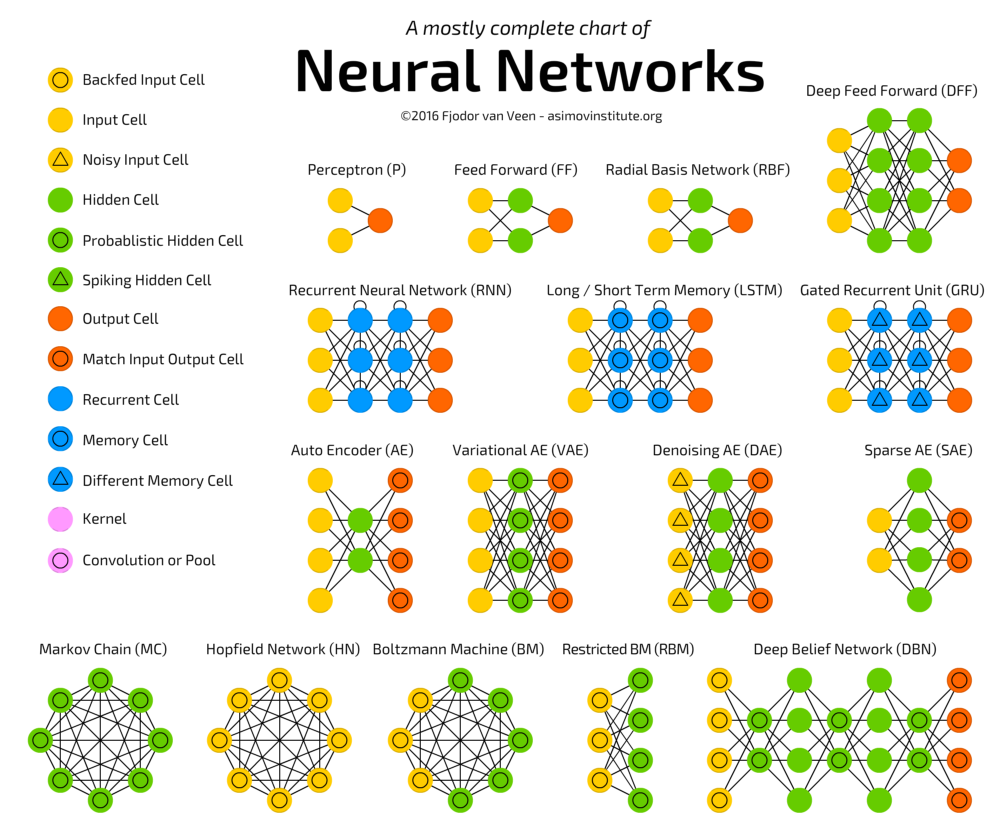 A mostly complete chart of
Neural Networks
©2016 Fjodor van Veen - asimovinstitute.org
Backfed Input Cell
Input Cell
Noisy Input Cell
Hidden Cell
Probablistic Hidden Cell
Spiking Hidden Cell
Output Cell
Match Input Output Cell
Recurrent Cell
Memory Cell
Different Memory Cell
Kernel
Convolution or Pool
Deep Feed Forward (DFF)
Perceptron (P)
Feed Forward (FF)
Radial Basis Network (RBF)
Recurrent Neural Network (RNN)
Long / Short Term Memory (LSTM)
Gated Recurrent Unit (GRU)
Auto Encoder (AE)
Variational AE (VAE)
Denoising AE (DAE)
Sparse AE (SAE)
Markov Chain (MC)
Hopfield Network (HN)
Boltzmann Machine (BM)
Restricted BM (RBM)
Deep Belief Network (DBN)